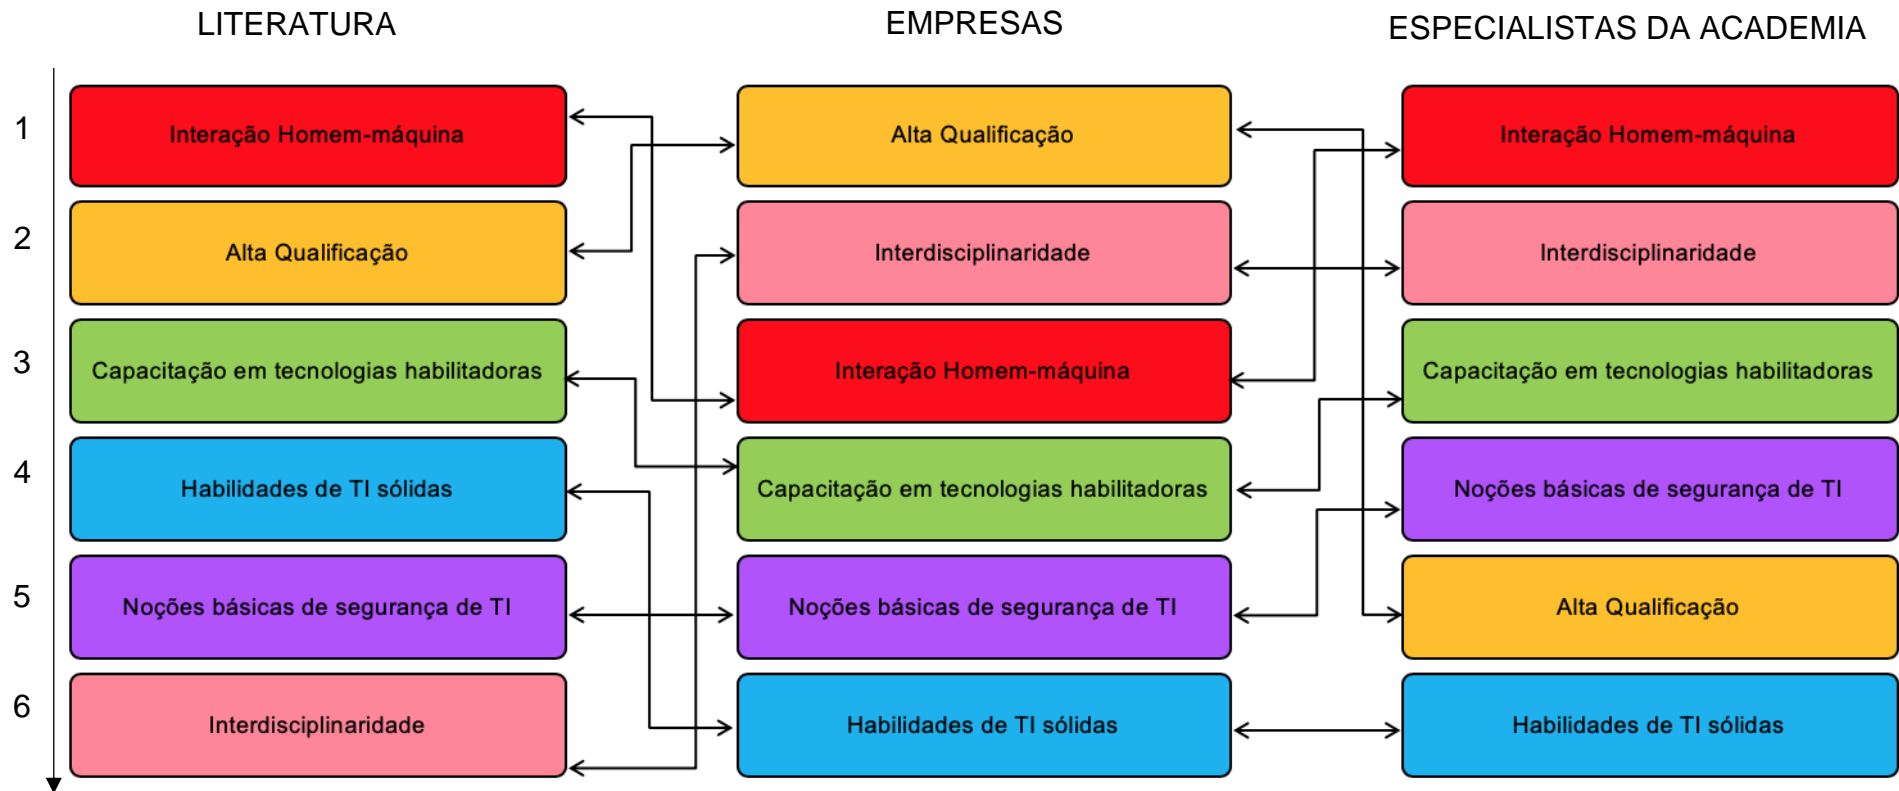 LITERATURA
EMPRESAS
ESPECIALISTAS DA ACADEMIA
1
Interação Homem-máquina
Alta Qualificação
Interação Homem-máquina
2
Alta Qualificação
Interdisciplinaridade
Interdisciplinaridade
3
Capacitação em tecnologias habilitadoras
Interação Homem-máquina
Capacitação em tecnologias habilitadoras
4
Habilidades de TI sólidas
Capacitação em tecnologias habilitadoras
Noções básicas de segurança de TI
5
Noções básicas de segurança de TI
Noções básicas de segurança de TI
Alta Qualificação
6
Interdisciplinaridade
Habilidades de TI sólidas
Habilidades de TI sólidas